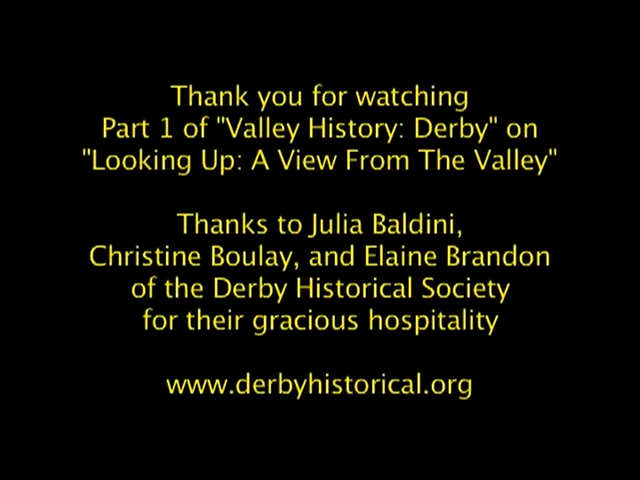 Thank you for watching
Part 1 of "Valley History: Derby" on
"Looking Up: A View From The Valley"
Thanks to Julia Baldini,
Christine Boulay, and Elaine Brandon
of the Derby Historical Society
for their gracious hospitality
www.derbyhistorical.org